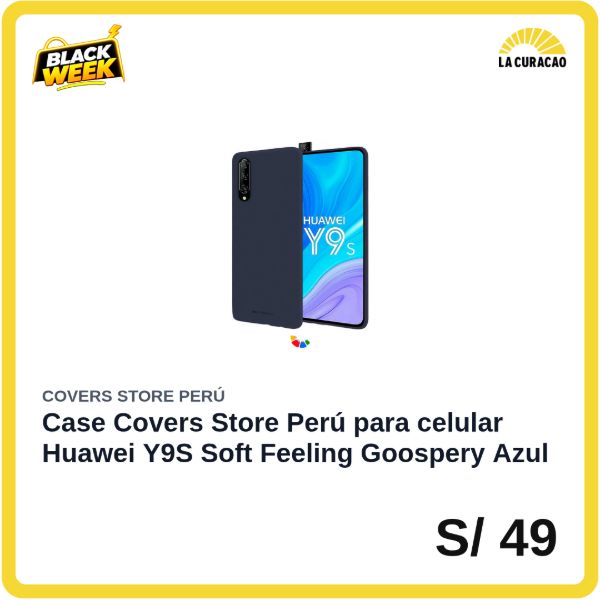 BLACK
WEEK
LA CURACAO
HUAWEI
Y9s
COVERS STORE PERÚ
Case Covers Store Perú para celular
Huawei Y9S Soft Feeling Goospery Azul
S/ 49